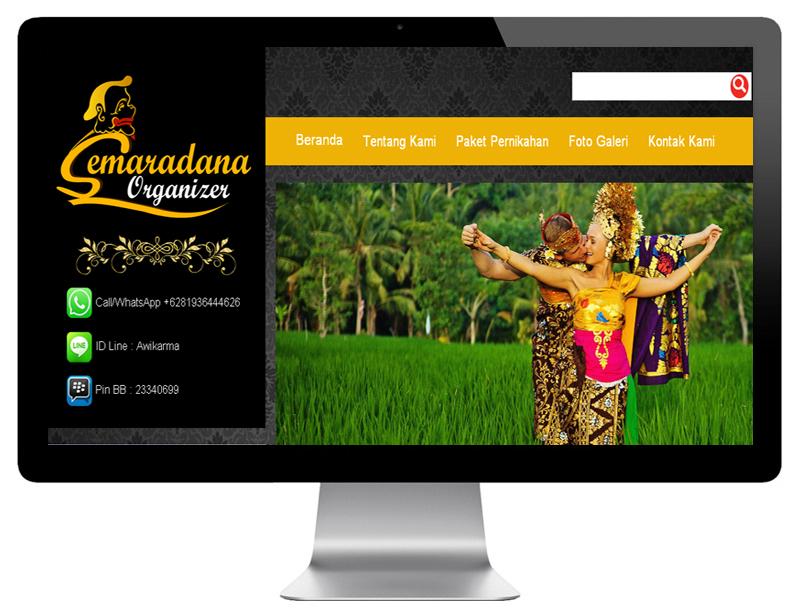 Semaradana
Organizer
Call/WhatsApp +6281936444626
LINE
ID Line : Awikarma
Pin BB : 23340699
Beranda
Tentang Kami
Paket Pernikahan
Foto Galeri
Kontak Kami